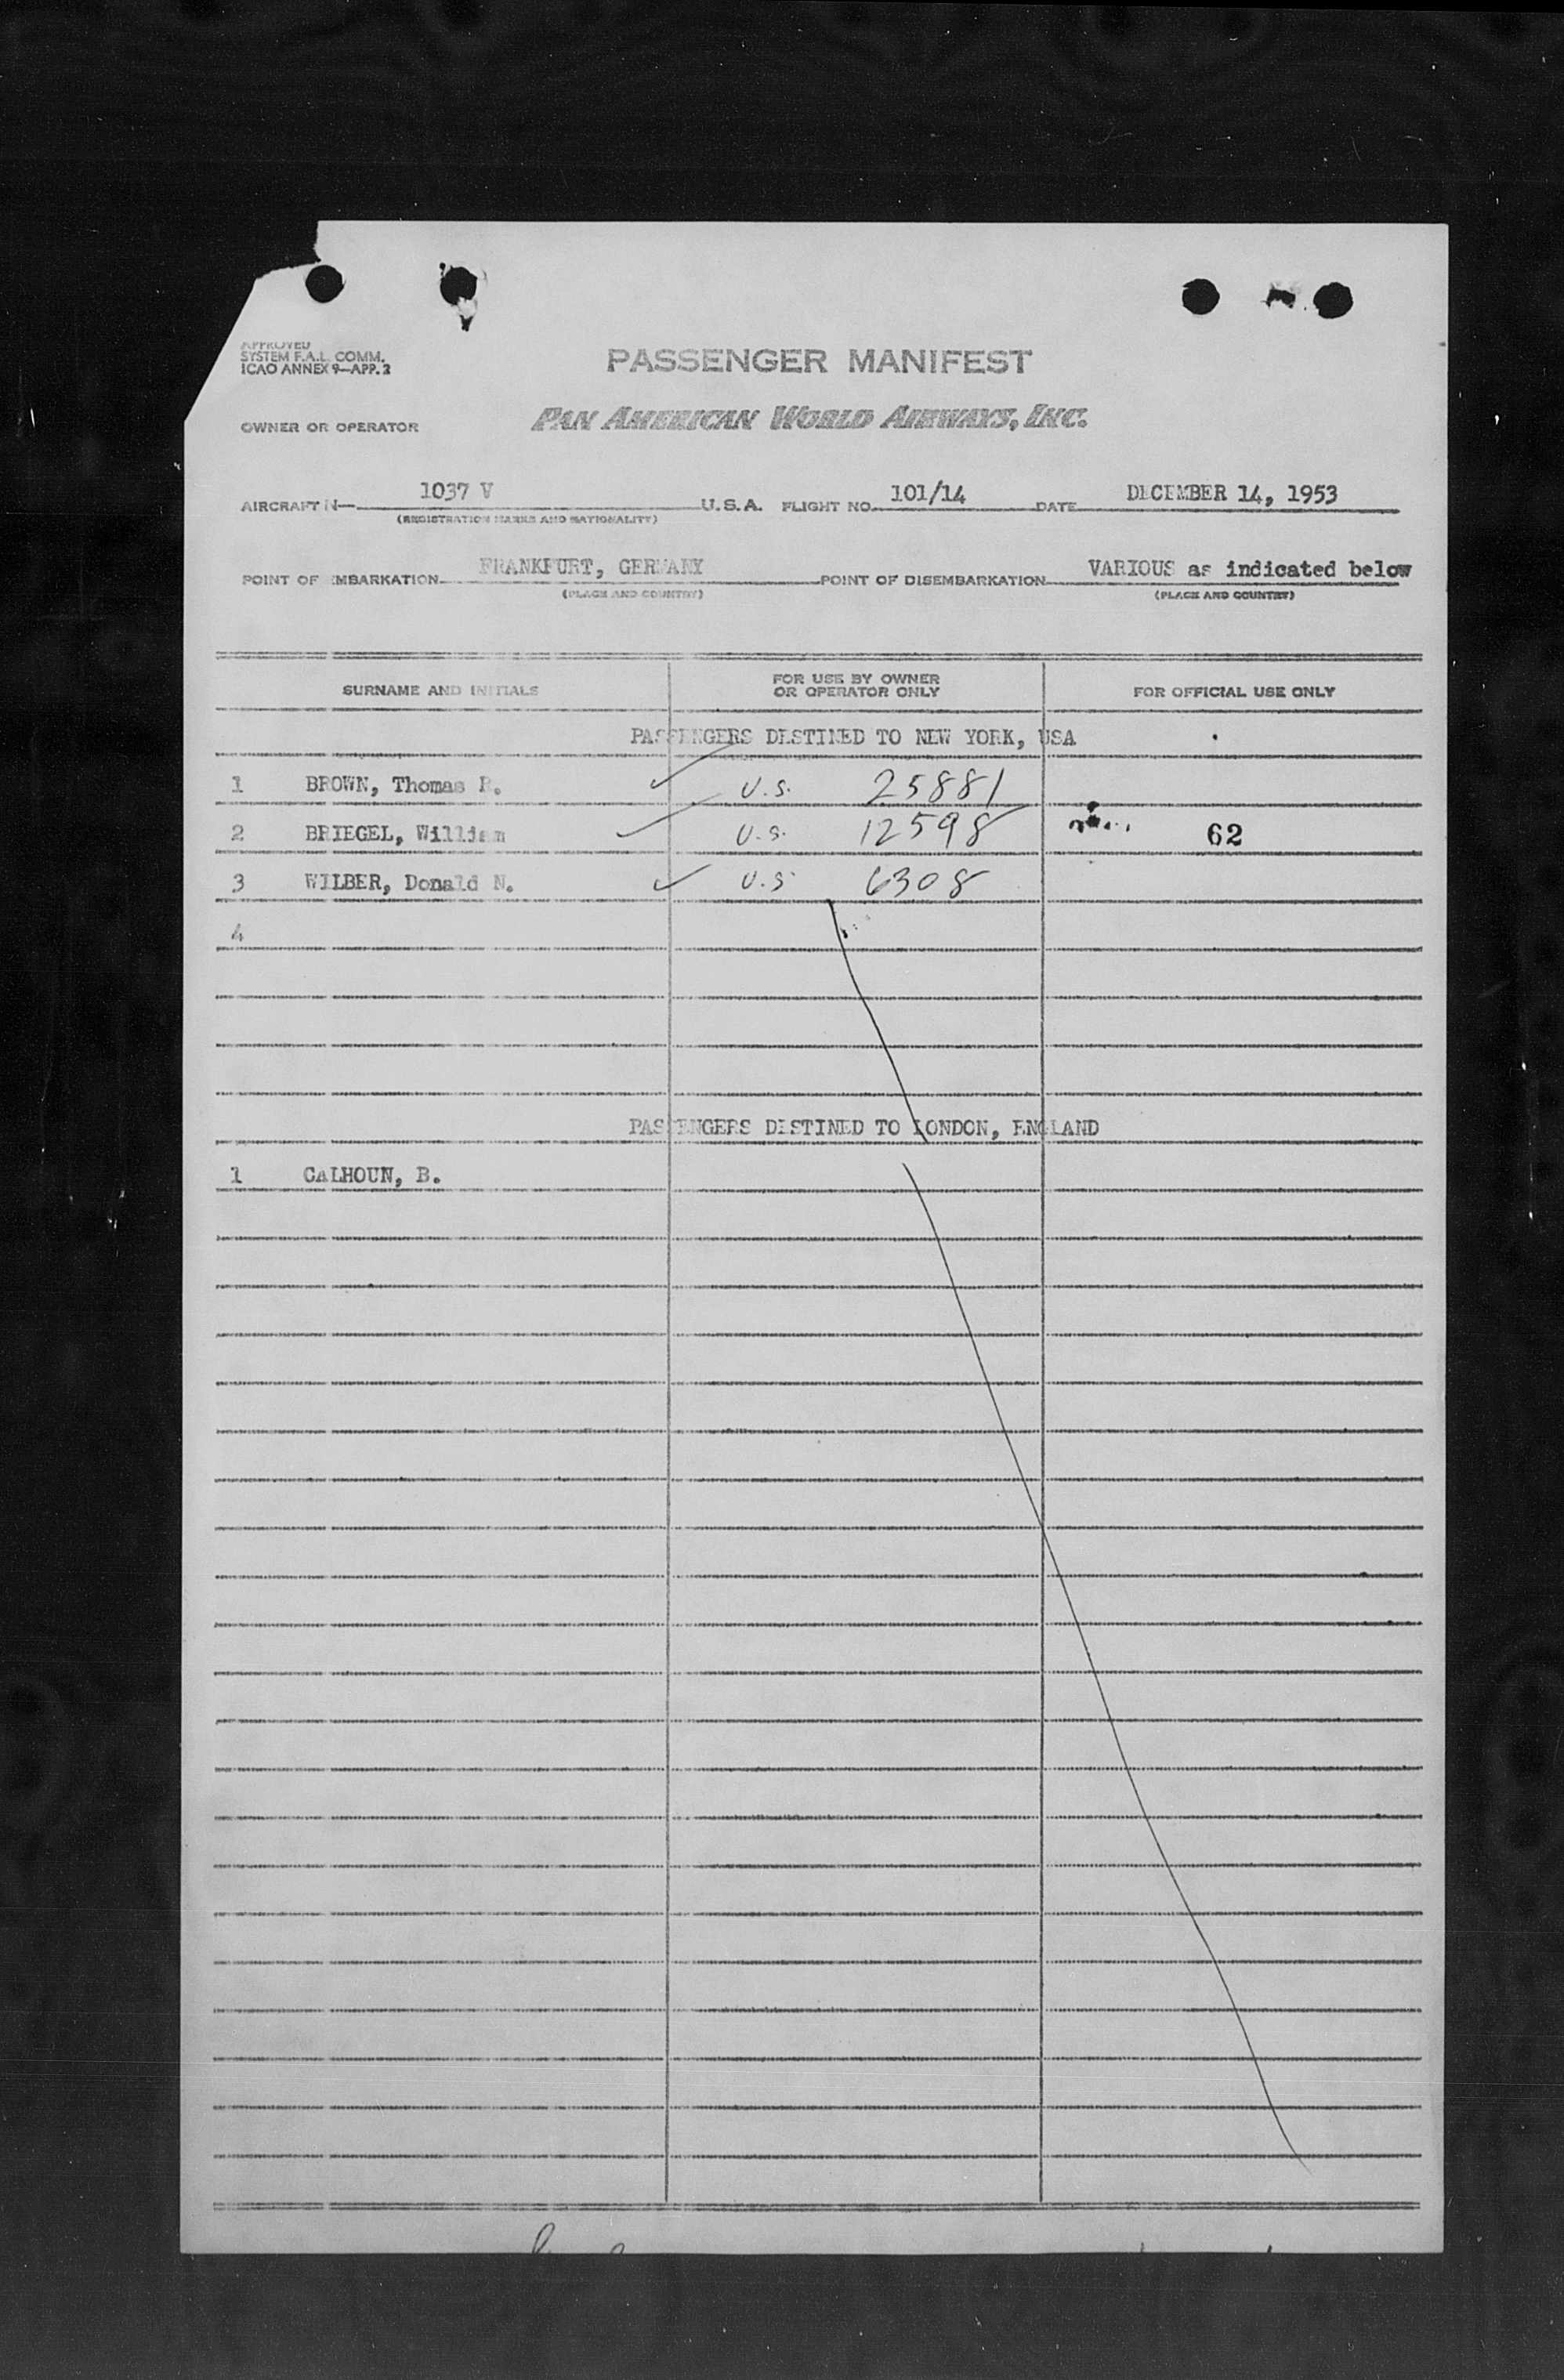 APPROVED
SYSTEM F.A.L. COMM.
ICAO ANNEX 9—APP. 2
PASSENGER MANIFEST
OWNER OR OPERATOR PAN AMERICAN WORLD AIRWAYS, INC.
AIRCRAFT N— 1037 V U.S.A. FLIGHT NO. 101/14 DATE DECEMBER 14, 1953
(REGISTRATION MARKS AND NATIONALITY)
POINT OF EMBARKATION FRANKFURT, GERMANY POINT OF DISEMBARKATION VARIOUS as indicated below
(PLACE AND COUNTRY) (PLACE AND COUNTRY)
SURNAME AND INITIALS FOR USE BY OWNER OR OPERATOR ONLY FOR OFFICIAL USE ONLY
PASSENGERS DESTINED TO NEW YORK, USA
1 BROWN, Thomas P. U.S. 25881
2 BRIEGEL, William U.S. 12598 62
3 WILBER, Donald N. U.S 6308
4
PASSENGERS DISTINED TO LONDON, ENGLAND
1 CALHOUN, B.